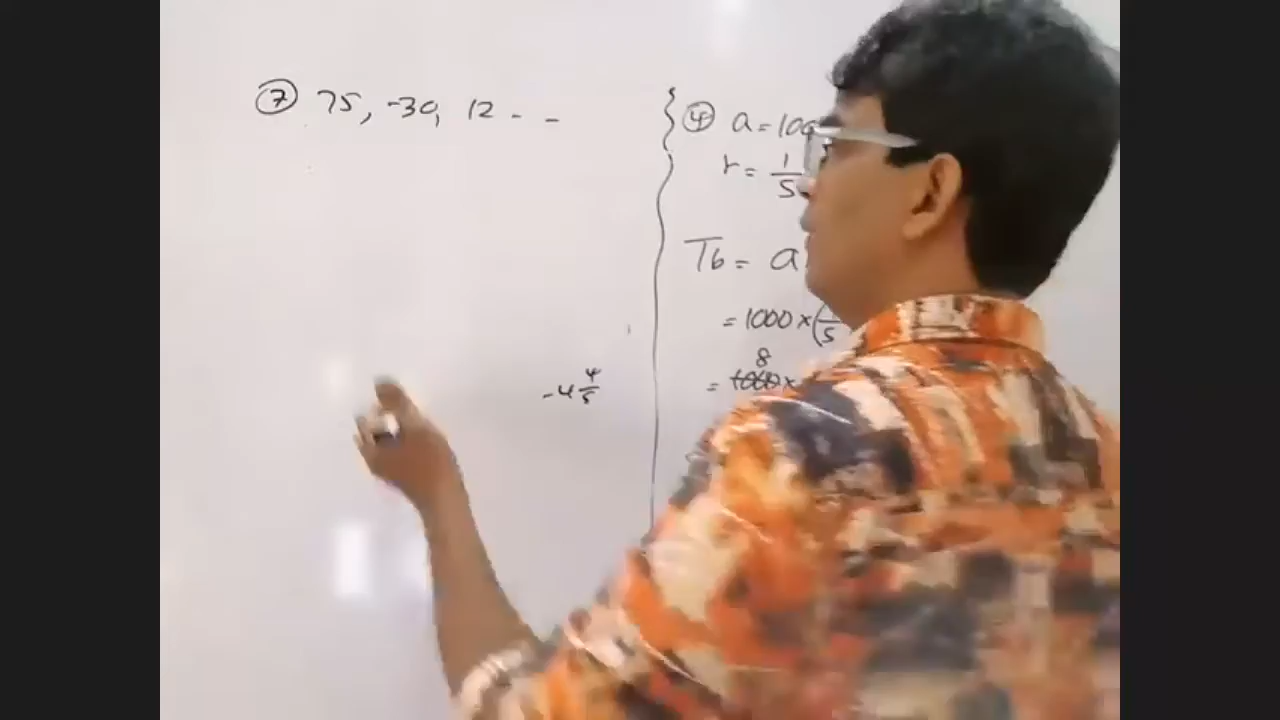 ⑦ 75, -30, 12 - -
-4 4/5
④ a = 100
r = 1/5
T6 = a
= 1000 × (1/5
8
= 1000 ×